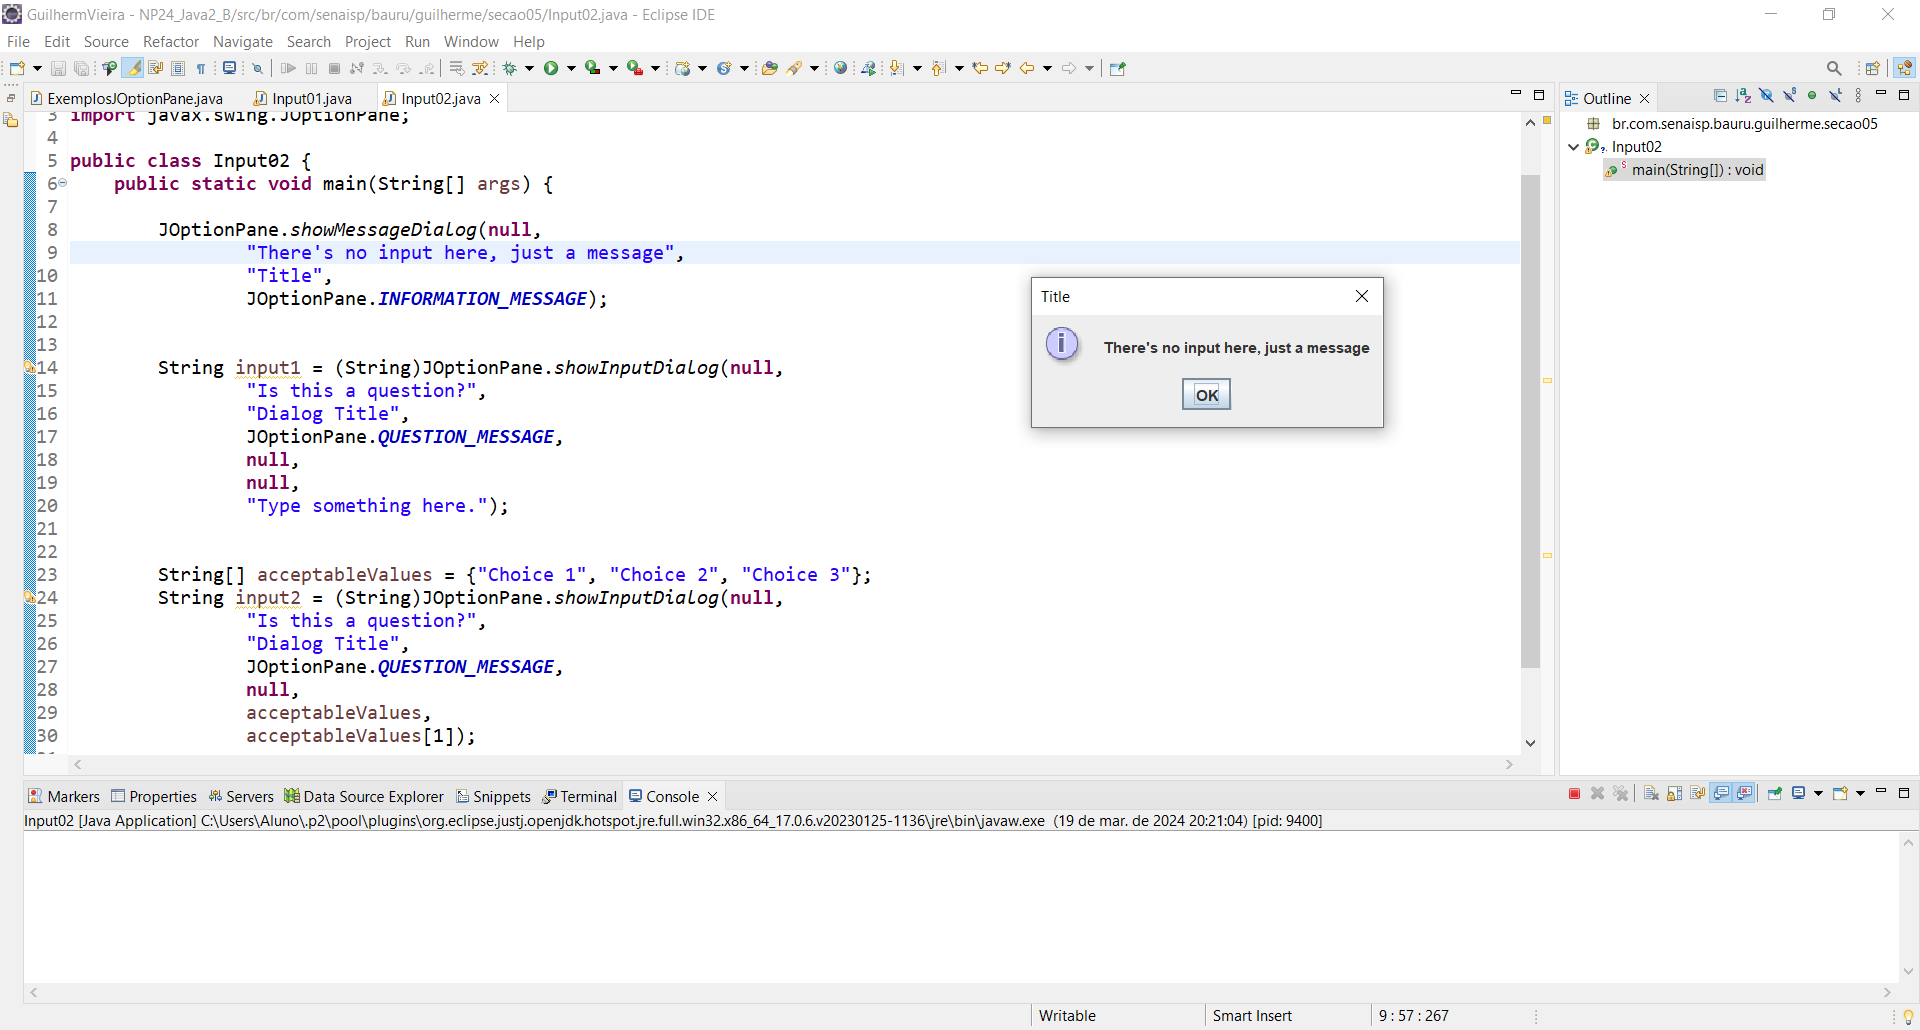 GuilhermVieira - NP24_Java2_B/src/br/com/senaisp/bauru/guilherme/secao05/Input02.java - Eclipse IDE
File Edit Source Refactor Navigate Search Project Run Window Help
ExemplosJOptionPane.java Input01.java Input02.java
3 import javax.swing.JOptionPane;
4
5 public class Input02 {
6 public static void main(String[] args) {
7
8 JOptionPane.showMessageDialog(null,
9 "There's no input here, just a message",
10 "Title",
11 JOptionPane.INFORMATION_MESSAGE);
12
13
14 String input1 = (String)JOptionPane.showInputDialog(null,
15 "Is this a question?",
16 "Dialog Title",
17 JOptionPane.QUESTION_MESSAGE,
18 null,
19 null,
20 "Type something here.");
21
22
23 String[] acceptableValues = {"Choice 1", "Choice 2", "Choice 3"};
24 String input2 = (String)JOptionPane.showInputDialog(null,
25 "Is this a question?",
26 "Dialog Title",
27 JOptionPane.QUESTION_MESSAGE,
28 null,
29 acceptableValues,
30 acceptableValues[1]);
Title
There's no input here, just a message
OK
Outline
br.com.senaisp.bauru.guilherme.secao05
Input02
main(String[]) : void
Markers Properties Servers Data Source Explorer Snippets Terminal Console
Input02 [Java Application] C:\Users\Aluno\.p2\pool\plugins\org.eclipse.justj.openjdk.hotspot.jre.full.win32.x86_64_17.0.6.v20230125-1136\jre\bin\javaw.exe (19 de mar. de 2024 20:21:04) [pid: 9400]
Writable Smart Insert 9 : 57 : 267